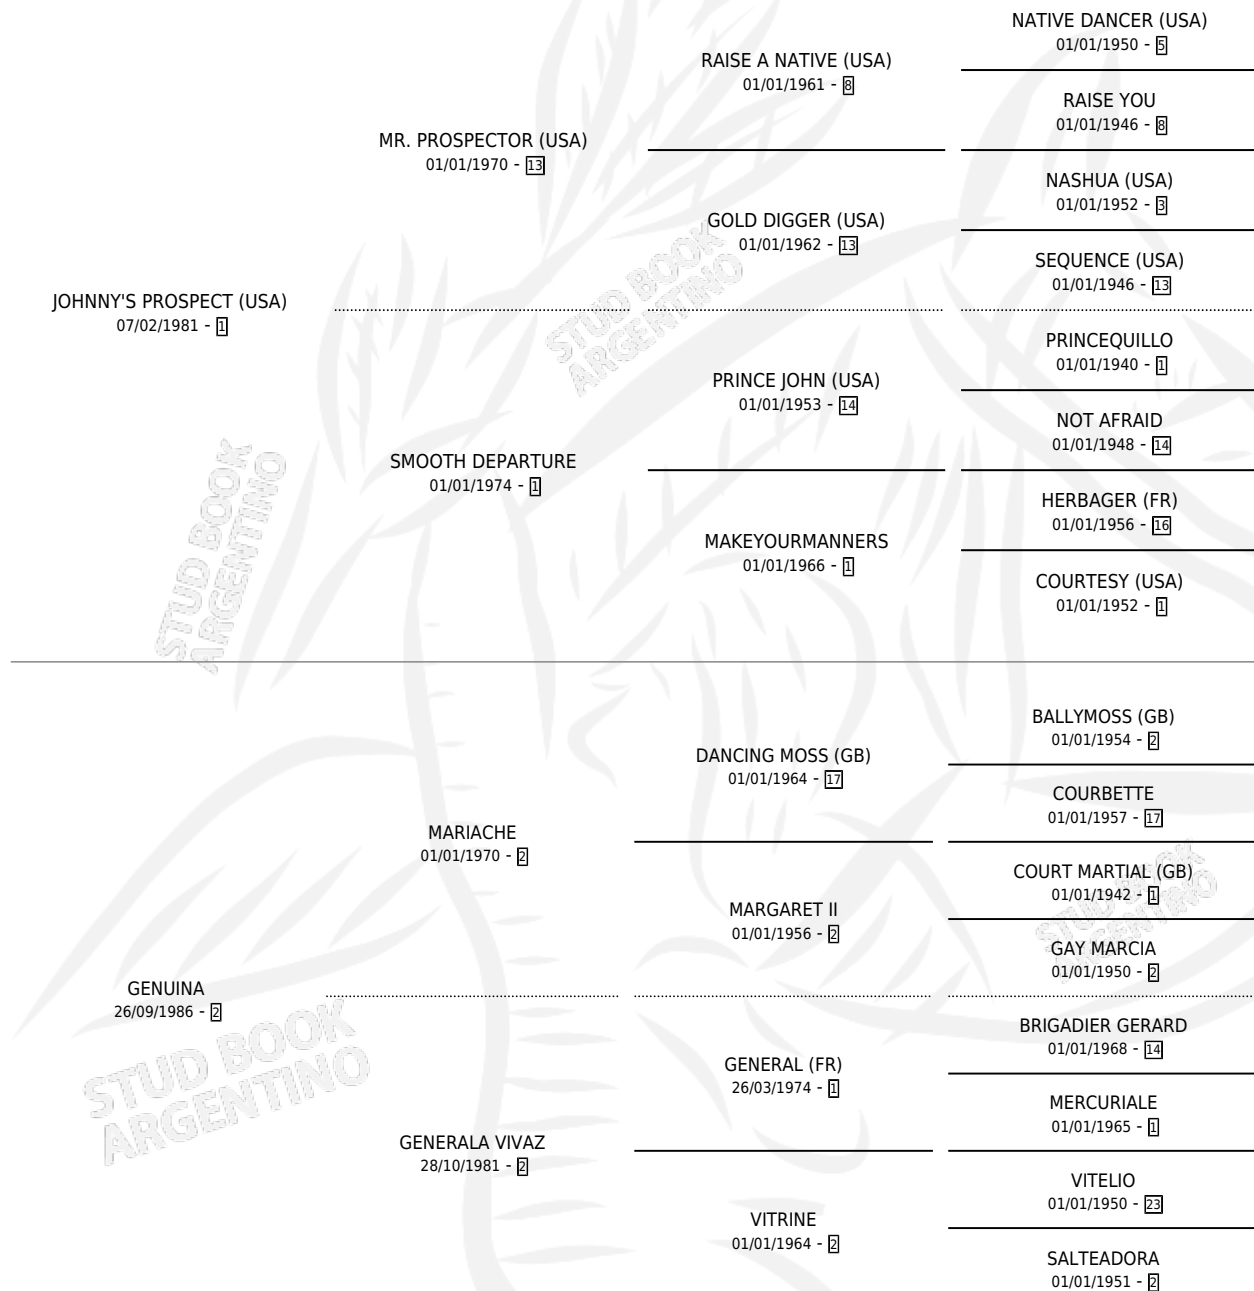 NATIVE DANCER (USA)
01/01/1950 - 5
RAISE A NATIVE (USA)
01/01/1961 - 8
RAISE YOU
01/01/1946 - 8
MR. PROSPECTOR (USA)
01/01/1970 - 13
NASHUA (USA)
01/01/1952 - 3
GOLD DIGGER (USA)
01/01/1962 - 13
SEQUENCE (USA)
01/01/1946 - 13
JOHNNY'S PROSPECT (USA)
07/02/1981 - 1
STUD BOOK
ARGENTINO
PRINCEQUILLO
01/01/1940 - 1
PRINCE JOHN (USA)
01/01/1953 - 14
NOT AFRAID
01/01/1948 - 14
SMOOTH DEPARTURE
01/01/1974 - 1
HERBAGER (FR)
01/01/1956 - 16
MAKEYOURMANNERS
01/01/1966 - 1
COURTESY (USA)
01/01/1952 - 1
STUD BOOK
ARGENTINO
BALLYMOSS (GB)
01/01/1954 - 2
DANCING MOSS (GB)
01/01/1964 - 17
COURBETTE
01/01/1957 - 17
MARIACHE
01/01/1970 - 2
COURT MARTIAL (GB)
01/01/1942 - 1
MARGARET II
01/01/1956 - 2
GAY MARCIA
01/01/1950 - 2
STUD BOOK
ARGENTINO
GENUINA
26/09/1986 - 2
BRIGADIER GERARD
01/01/1968 - 14
GENERAL (FR)
26/03/1974 - 1
MERCURIALE
01/01/1965 - 1
STUD BOOK
ARGENTINO
GENERALA VIVAZ
28/10/1981 - 2
VITELIO
01/01/1950 - 23
VITRINE
01/01/1964 - 2
SALTEADORA
01/01/1951 - 2